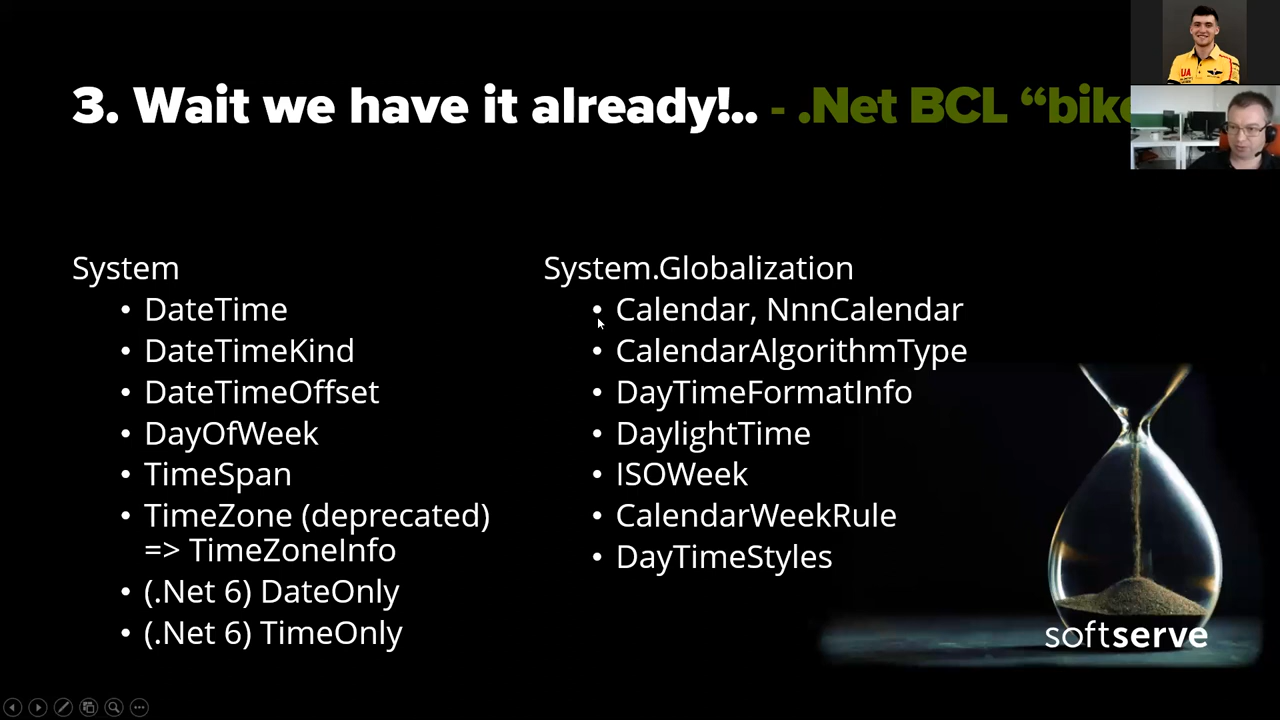 3. Wait we have it already!.. - .Net BCL “bike
System
• DateTime
• DateTimeKind
• DateTimeOffset
• DayOfWeek
• TimeSpan
• TimeZone (deprecated)
=> TimeZoneInfo
• (.Net 6) DateOnly
• (.Net 6) TimeOnly
System.Globalization
• Calendar, NnnCalendar
• CalendarAlgorithmType
• DayTimeFormatInfo
• DaylightTime
• ISOWeek
• CalendarWeekRule
• DayTimeStyles
softserve
UA